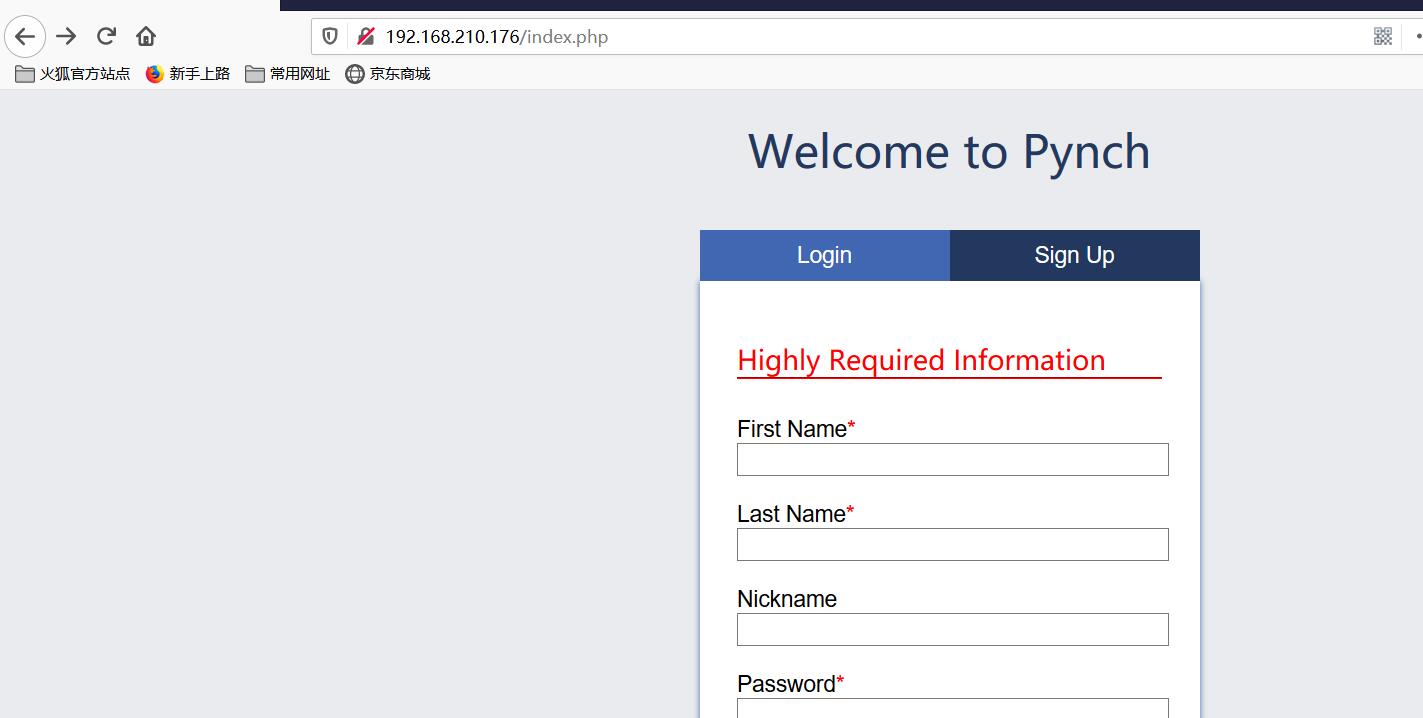 192.168.210.176/index.php
火狐官方站点 新手上路 常用网址 京东商城
Welcome to Pynch
Login Sign Up
Highly Required Information
First Name*
Last Name*
Nickname
Password*